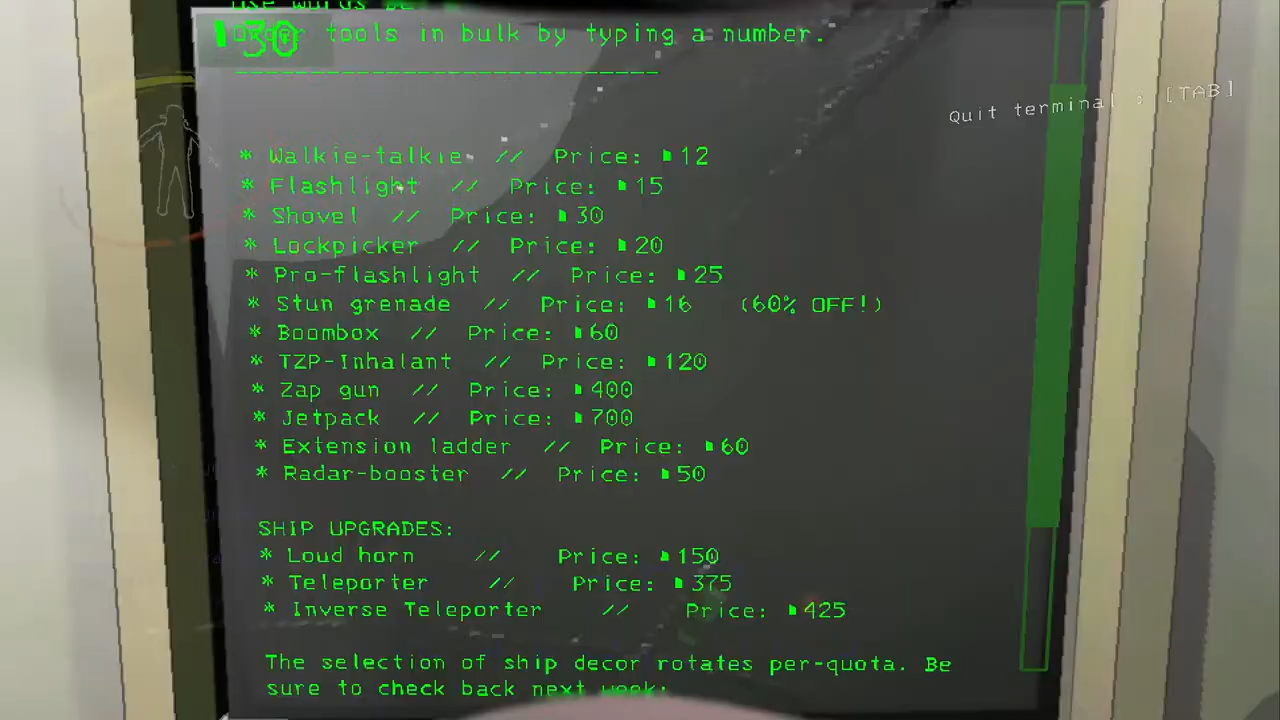 ▮30
tools in bulk by typing a number.
----------------------------
Quit terminal : [TAB]
* Walkie-talkie // Price: ▮12
* Flashlight // Price: ▮15
* Shovel // Price: ▮30
* Lockpicker // Price: ▮20
* Pro-flashlight // Price: ▮25
* Stun grenade // Price: ▮16 (60% OFF!)
* Boombox // Price: ▮60
* TZP-Inhalant // Price: ▮120
* Zap gun // Price: ▮400
* Jetpack // Price: ▮700
* Extension ladder // Price: ▮60
* Radar-booster // Price: ▮50
SHIP UPGRADES:
* Loud horn // Price: ▮150
* Teleporter // Price: ▮375
* Inverse Teleporter // Price: ▮425
The selection of ship decor rotates per-quota. Be
sure to check back next week: